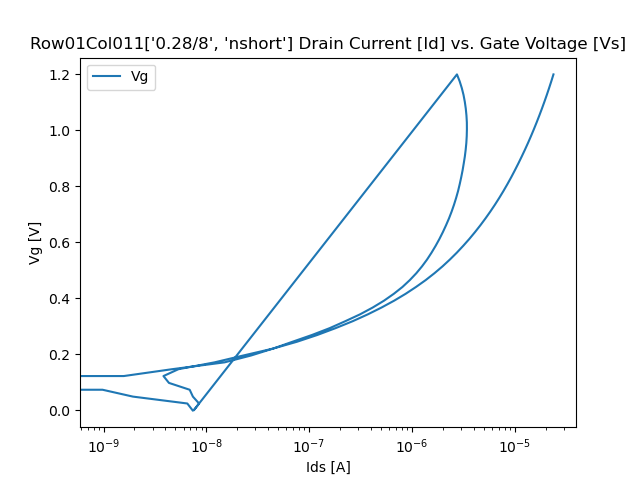 Row01Col011['0.28/8', 'nshort'] Drain Current [Id] vs. Gate Voltage [Vs]
Vg
1.2
1.0
0.8
0.6
0.4
0.2
0.0
Vg [V]
10⁻⁹ 10⁻⁸ 10⁻⁷ 10⁻⁶ 10⁻⁵
Ids [A]